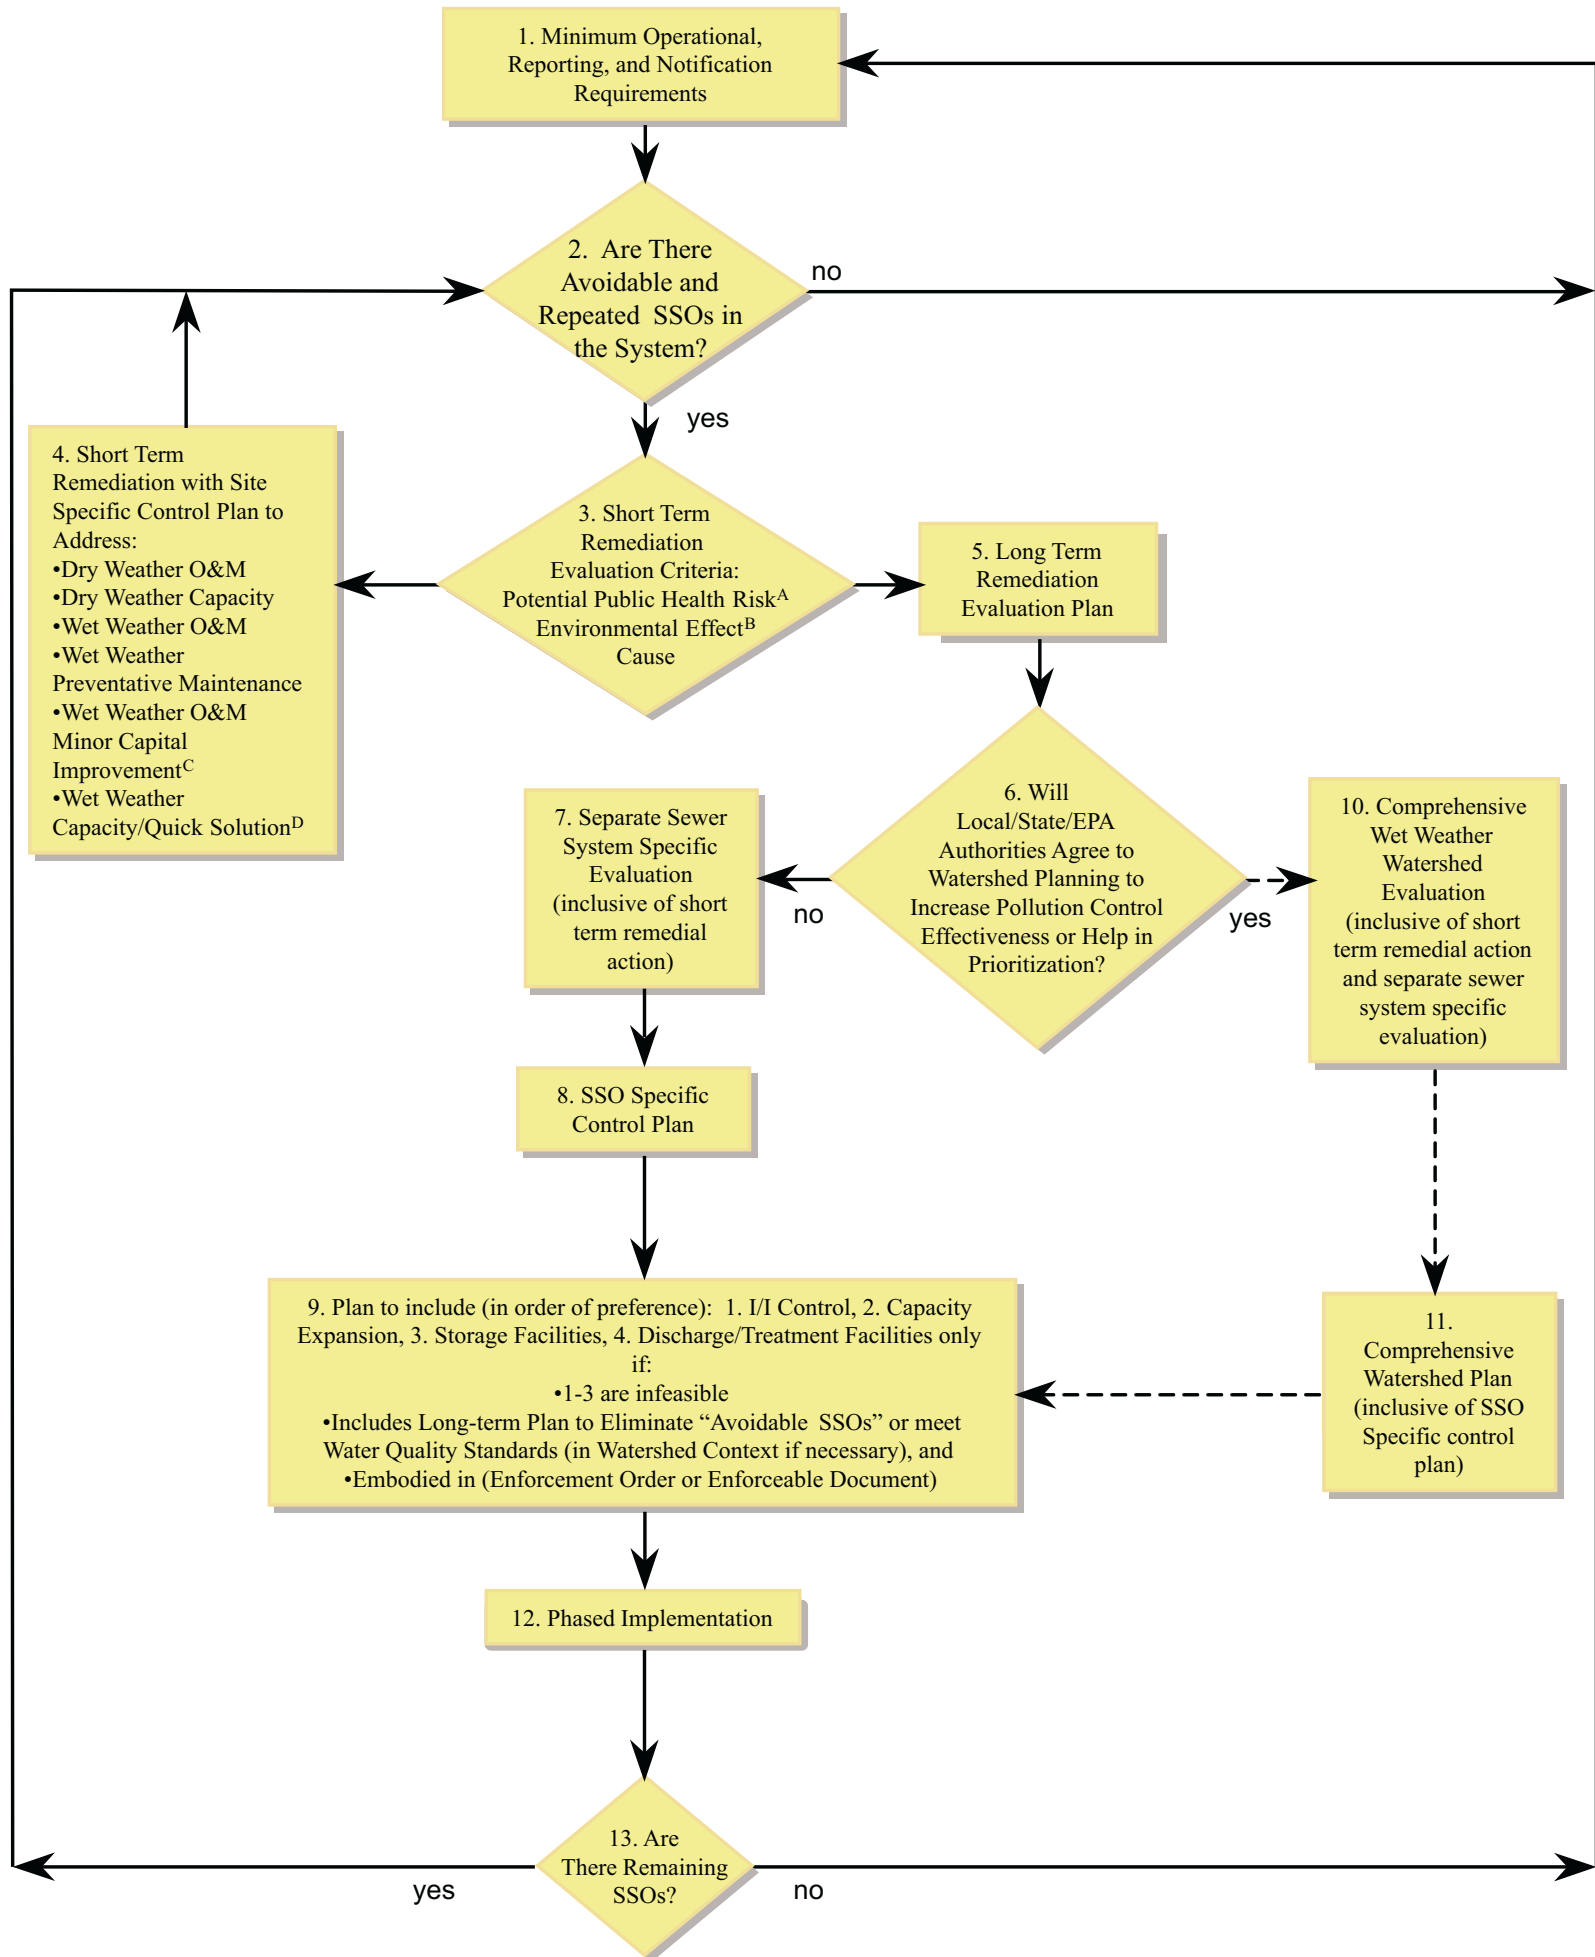 1. Minimum Operational,
Reporting, and Notification
Requirements
2. Are There
Avoidable and
Repeated SSOs in
the System?
no
yes
4. Short Term
Remediation with Site
Specific Control Plan to
Address:
•Dry Weather O&M
•Dry Weather Capacity
•Wet Weather O&M
•Wet Weather
Preventative Maintenance
•Wet Weather O&M
Minor Capital
Improvement^C
•Wet Weather
Capacity/Quick Solution^D
3. Short Term
Remediation
Evaluation Criteria:
Potential Public Health Risk^A
Environmental Effect^B
Cause
5. Long Term
Remediation
Evaluation Plan
6. Will
Local/State/EPA
Authorities Agree to
Watershed Planning to
Increase Pollution Control
Effectiveness or Help in
Prioritization?
no
yes
7. Separate Sewer
System Specific
Evaluation
(inclusive of short
term remedial
action)
10. Comprehensive
Wet Weather
Watershed
Evaluation
(inclusive of short
term remedial action
and separate sewer
system specific
evaluation)
8. SSO Specific
Control Plan
9. Plan to include (in order of preference): 1. I/I Control, 2. Capacity
Expansion, 3. Storage Facilities, 4. Discharge/Treatment Facilities only
if:
•1-3 are infeasible
•Includes Long-term Plan to Eliminate “Avoidable SSOs” or meet
Water Quality Standards (in Watershed Context if necessary), and
•Embodied in (Enforcement Order or Enforceable Document)
11.
Comprehensive
Watershed Plan
(inclusive of SSO
Specific control
plan)
12. Phased Implementation
13. Are
There Remaining
SSOs?
yes
no